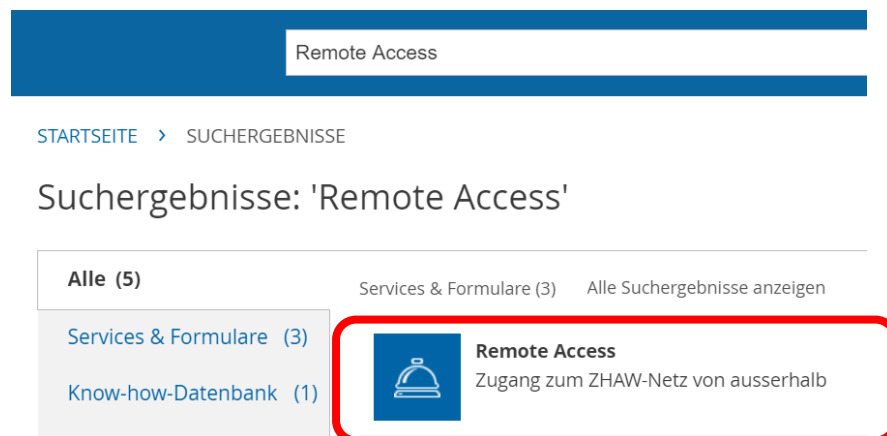 Remote Access
STARTSEITE > SUCHERGEBNISSE
Suchergebnisse: 'Remote Access'
Alle (5)
Services & Formulare (3) Alle Suchergebnisse anzeigen
Services & Formulare (3)
Remote Access
Zugang zum ZHAW-Netz von ausserhalb
Know-how-Datenbank (1)